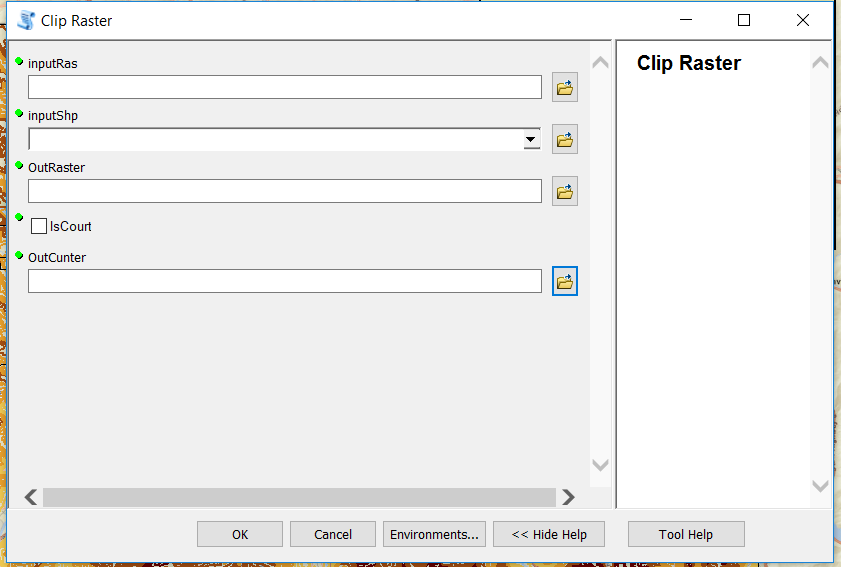 Clip Raster
inputRas
Clip Raster
inputShp
OutRaster
IsCourt
OutCunter
OK
Cancel
Environments...
<< Hide Help
Tool Help